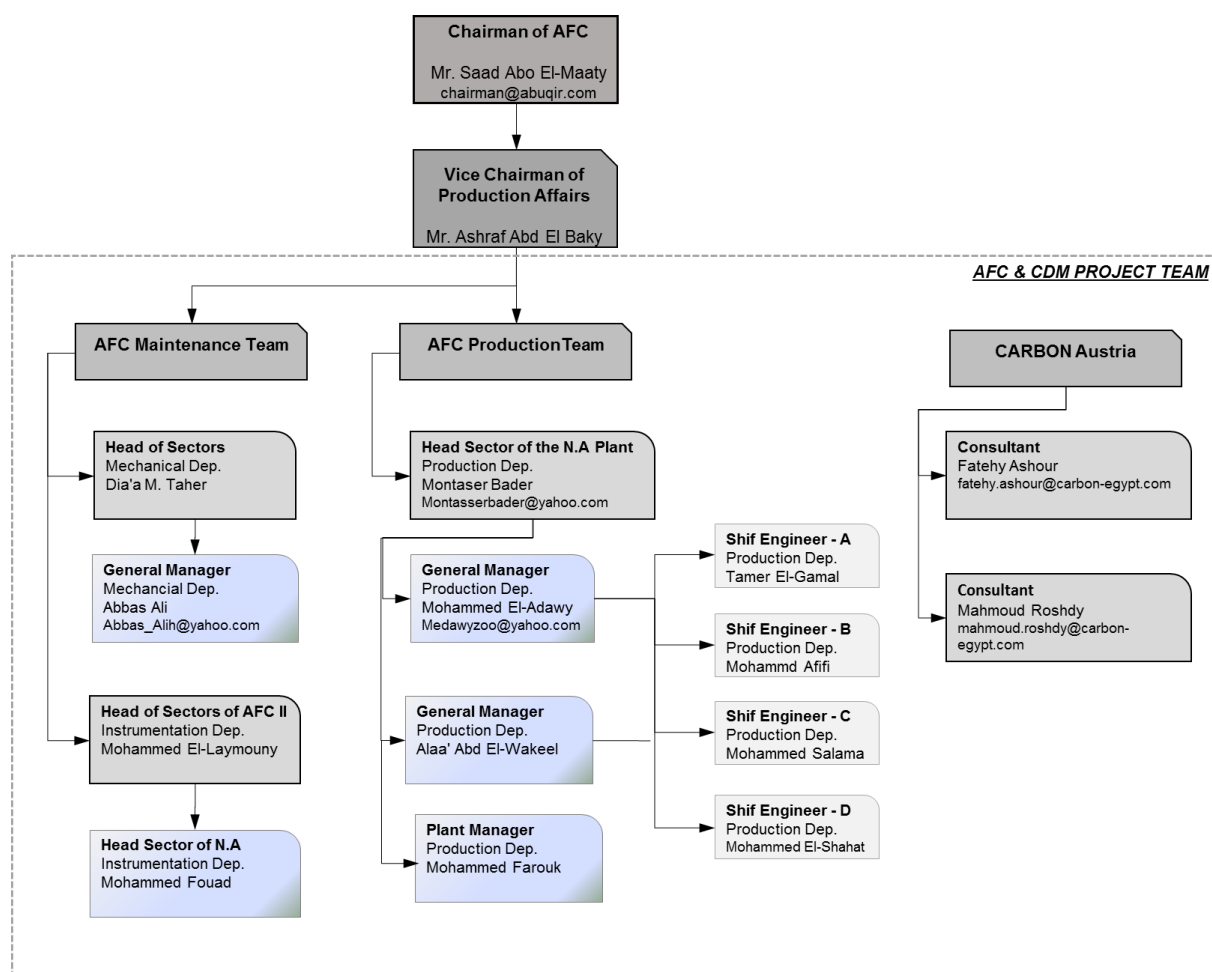 Chairman of AFC
Mr. Saad Abo El-Maaty
chairman@abuqir.com
Vice Chairman of
Production Affairs
Mr. Ashraf Abd El Baky
AFC & CDM PROJECT TEAM
AFC Maintenance Team
Head of Sectors
Mechanical Dep.
Dia'a M. Taher
General Manager
Mechancial Dep.
Abbas Ali
Abbas_Alih@yahoo.com
Head of Sectors of AFC II
Instrumentation Dep.
Mohammed El-Laymouny
Head Sector of N.A
Instrumentation Dep.
Mohammed Fouad
AFC Production Team
Head Sector of the N.A Plant
Production Dep.
Montaser Bader
Montasserbader@yahoo.com
General Manager
Production Dep.
Mohammed El-Adawy
Medawyzoo@yahoo.com
General Manager
Production Dep.
Alaa' Abd El-Wakeel
Plant Manager
Production Dep.
Mohammed Farouk
Shif Engineer - A
Production Dep.
Tamer El-Gamal
Shif Engineer - B
Production Dep.
Mohammd Afifi
Shif Engineer - C
Production Dep.
Mohammed Salama
Shif Engineer - D
Production Dep.
Mohammed El-Shahat
CARBON Austria
Consultant
Fatehy Ashour
fatehy.ashour@carbon-egypt.com
Consultant
Mahmoud Roshdy
mahmoud.roshdy@carbon-
egypt.com